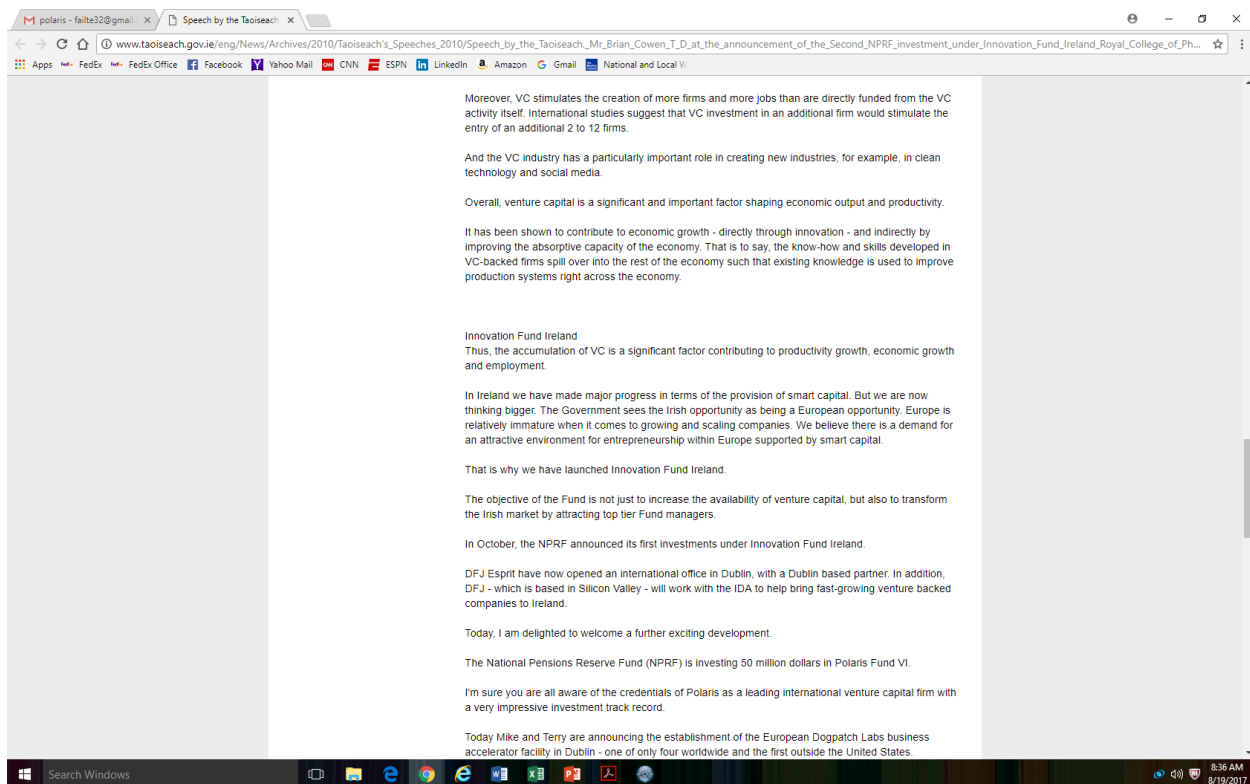 polaris - failte32@gmail.
Speech by the Taoiseach,
www.taoiseach.gov.ie/eng/News/Archives/2010/Taoiseach's_Speeches_2010/Speech_by_the_Taoiseach,_Mr_Brian_Cowen_T_D_at_the_announcement_of_the_Second_NPRF_investment_under_Innovation_Fund_Ireland_Royal_College_of_Ph...
Apps FedEx FedEx Office Facebook Yahoo Mail CNN ESPN LinkedIn Amazon Gmail National and Local W
Moreover, VC stimulates the creation of more firms and more jobs than are directly funded from the VC
activity itself. International studies suggest that VC investment in an additional firm would stimulate the
entry of an additional 2 to 12 firms.
And the VC industry has a particularly important role in creating new industries, for example, in clean
technology and social media.
Overall, venture capital is a significant and important factor shaping economic output and productivity.
It has been shown to contribute to economic growth - directly through innovation - and indirectly by
improving the absorptive capacity of the economy. That is to say, the know-how and skills developed in
VC-backed firms spill over into the rest of the economy such that existing knowledge is used to improve
production systems right across the economy.
Innovation Fund Ireland
Thus, the accumulation of VC is a significant factor contributing to productivity growth, economic growth
and employment.
In Ireland we have made major progress in terms of the provision of smart capital. But we are now
thinking bigger. The Government sees the Irish opportunity as being a European opportunity. Europe is
relatively immature when it comes to growing and scaling companies. We believe there is a demand for
an attractive environment for entrepreneurship within Europe supported by smart capital.
That is why we have launched Innovation Fund Ireland.
The objective of the Fund is not just to increase the availability of venture capital, but also to transform
the Irish market by attracting top tier Fund managers.
In October, the NPRF announced its first investments under Innovation Fund Ireland.
DFJ Esprit have now opened an international office in Dublin, with a Dublin based partner. In addition,
DFJ - which is based in Silicon Valley - will work with the IDA to help bring fast-growing venture backed
companies to Ireland.
Today, I am delighted to welcome a further exciting development.
The National Pensions Reserve Fund (NPRF) is investing 50 million dollars in Polaris Fund VI.
I'm sure you are all aware of the credentials of Polaris as a leading international venture capital firm with
a very impressive investment track record.
Today Mike and Terry are announcing the establishment of the European Dogpatch Labs business
accelerator facility in Dublin - one of only four worldwide and the first outside the United States.
Search Windows
8:36 AM
8/19/2017